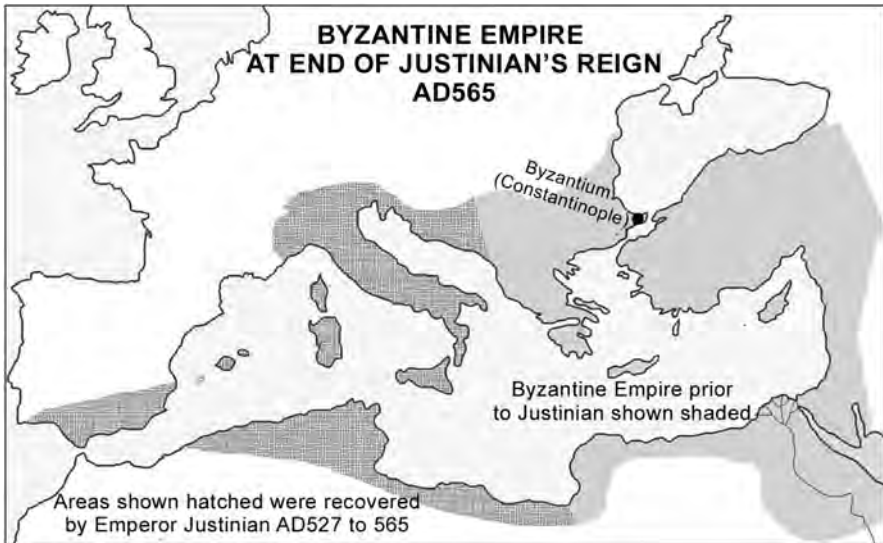 BYZANTINE EMPIRE
AT END OF JUSTINIAN'S REIGN
AD565
Byzantium
(Constantinople)
Byzantine Empire prior
to Justinian shown shaded
Areas shown hatched were recovered
by Emperor Justinian AD527 to 565